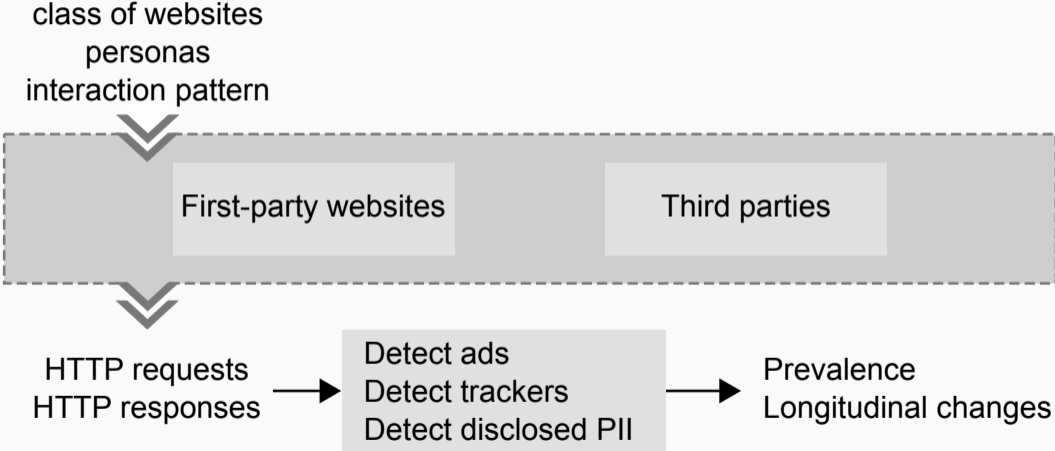 class of websites
personas
interaction pattern
First-party websites
Third parties
HTTP requests
HTTP responses
Detect ads
Detect trackers
Detect disclosed PII
Prevalence
Longitudinal changes